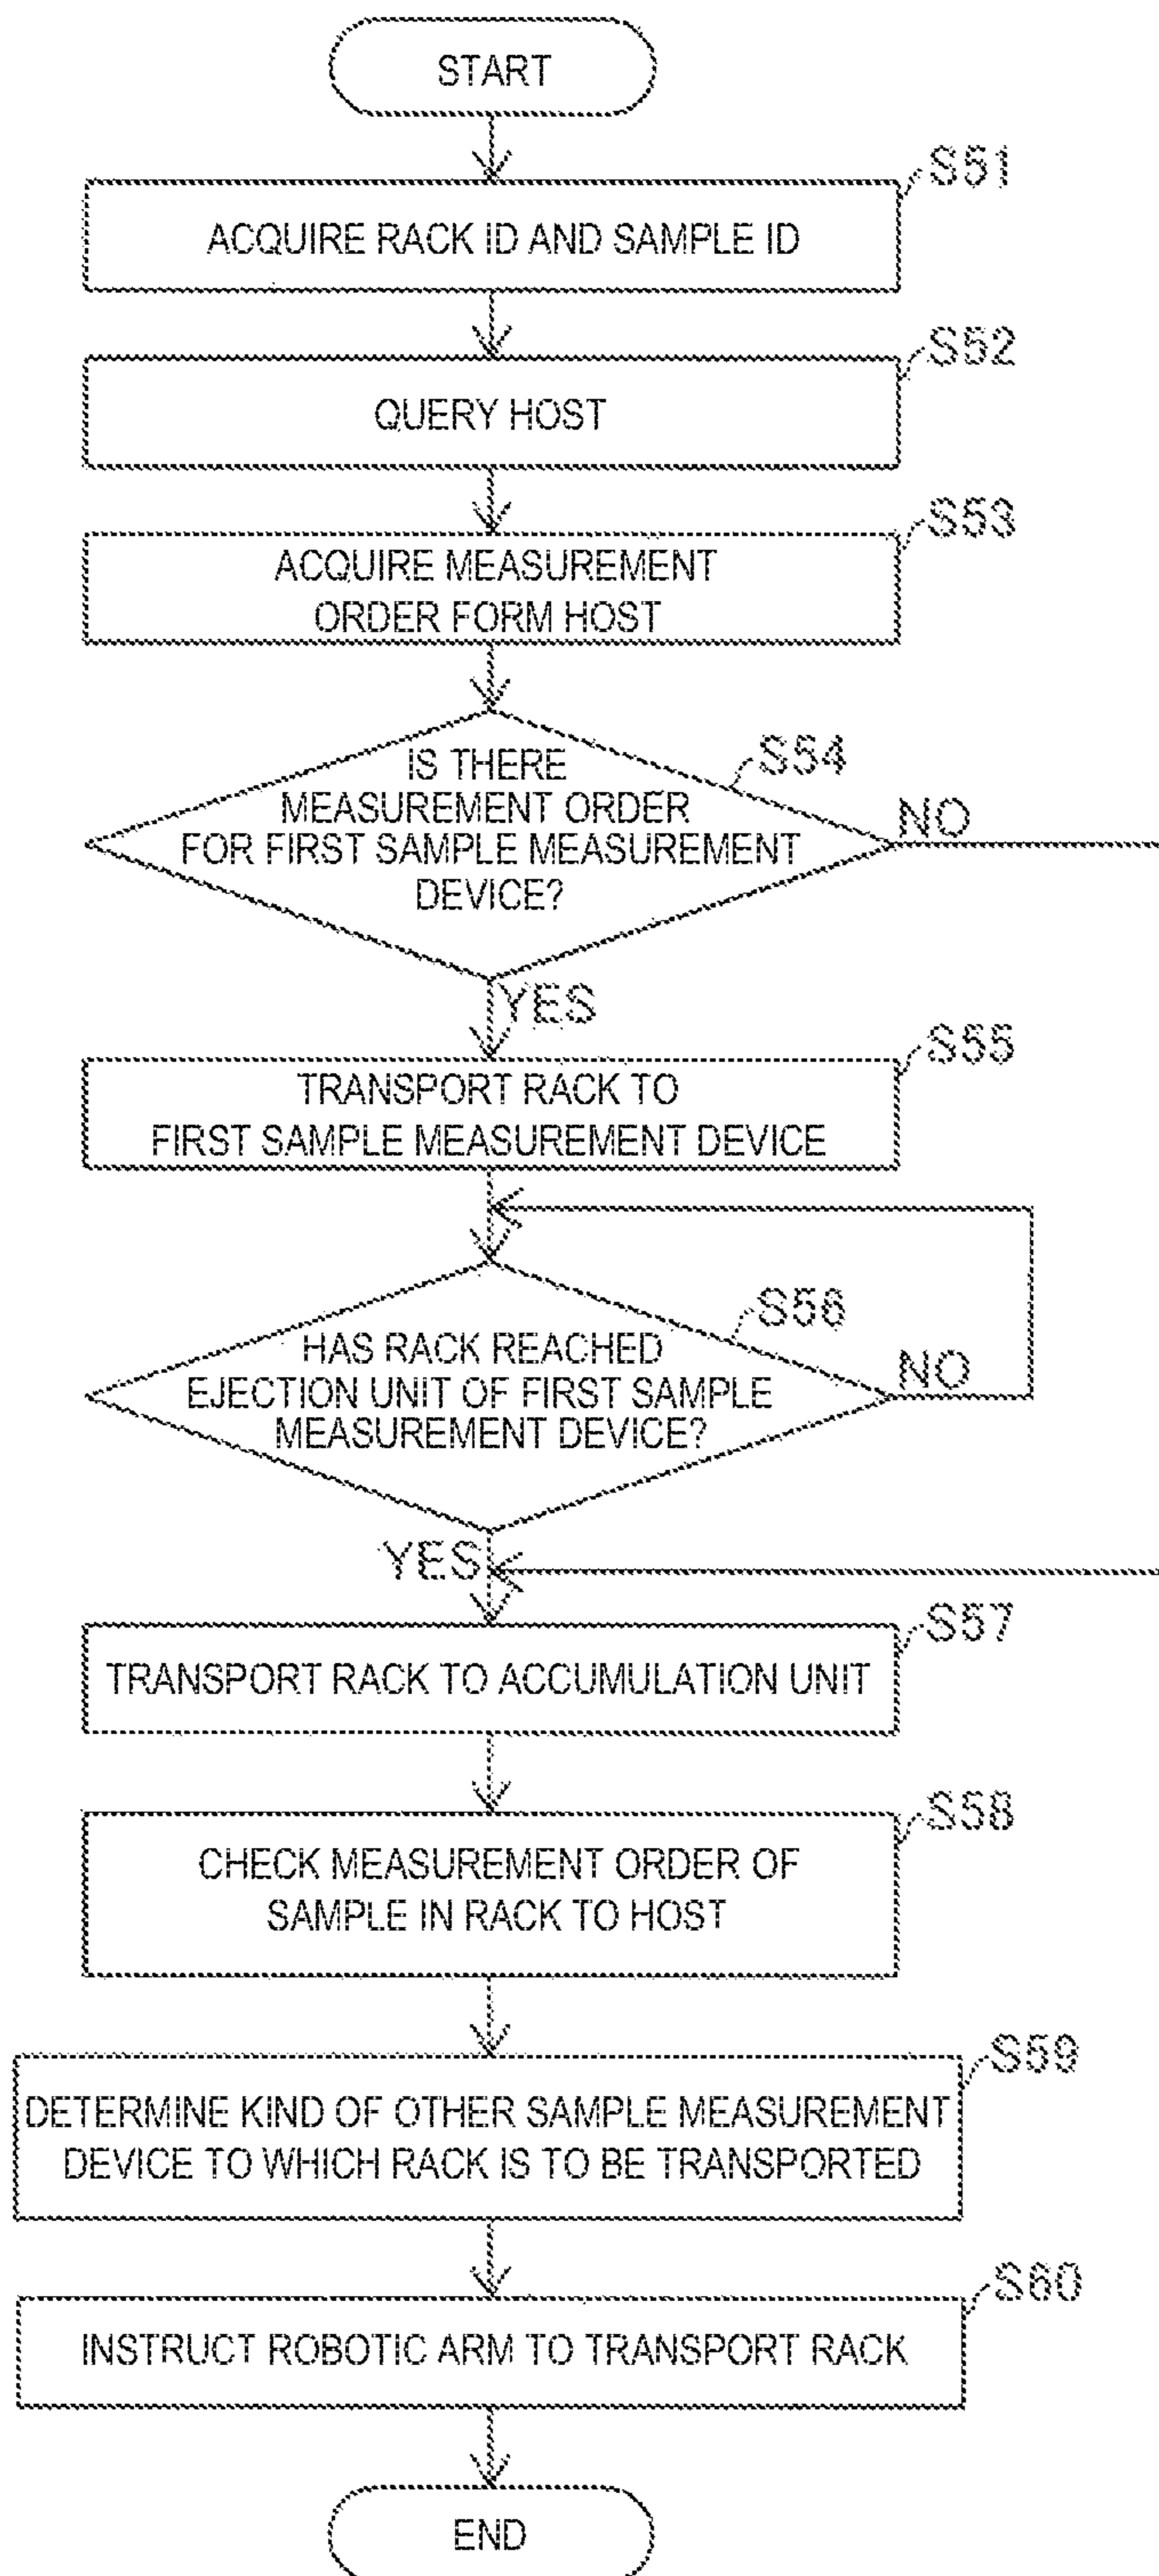 START
S51
ACQUIRE RACK ID AND SAMPLE ID
S52
QUERY HOST
S53
ACQUIRE MEASUREMENT
ORDER FORM HOST
S54
IS THERE
MEASUREMENT ORDER
FOR FIRST SAMPLE MEASUREMENT
DEVICE?
NO
YES
S55
TRANSPORT RACK TO
FIRST SAMPLE MEASUREMENT DEVICE
S56
HAS RACK REACHED
EJECTION UNIT OF FIRST SAMPLE
MEASUREMENT DEVICE?
NO
YES
S57
TRANSPORT RACK TO ACCUMULATION UNIT
S58
CHECK MEASUREMENT ORDER OF
SAMPLE IN RACK TO HOST
S59
DETERMINE KIND OF OTHER SAMPLE MEASUREMENT
DEVICE TO WHICH RACK IS TO BE TRANSPORTED
S60
INSTRUCT ROBOTIC ARM TO TRANSPORT RACK
END